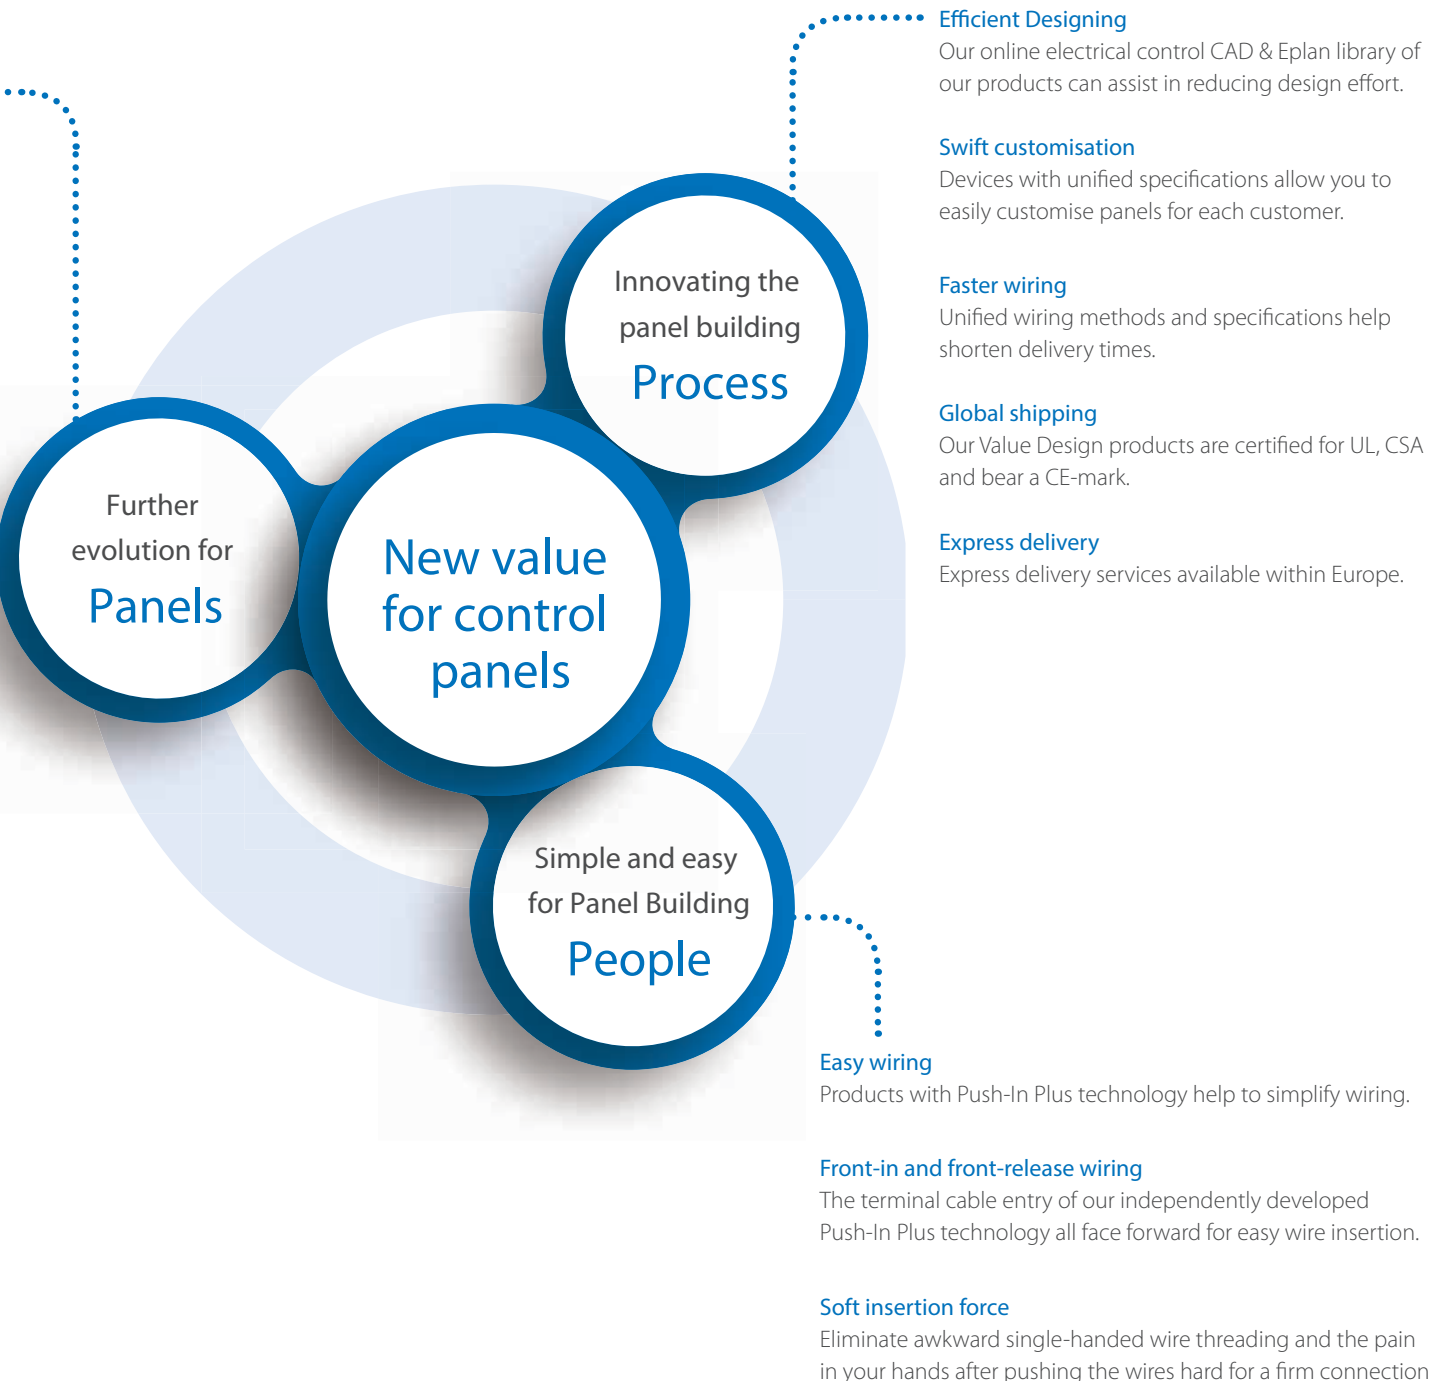 Efficient Designing
Our online electrical control CAD & Eplan library of
our products can assist in reducing design effort.
Swift customisation
Devices with unified specifications allow you to
easily customise panels for each customer.
Faster wiring
Unified wiring methods and specifications help
shorten delivery times.
Global shipping
Our Value Design products are certified for UL, CSA
and bear a CE-mark.
Express delivery
Express delivery services available within Europe.
Innovating the
panel building
Process
Further
evolution for
Panels
New value
for control
panels
Simple and easy
for Panel Building
People
Easy wiring
Products with Push-In Plus technology help to simplify wiring.
Front-in and front-release wiring
The terminal cable entry of our independently developed
Push-In Plus technology all face forward for easy wire insertion.
Soft insertion force
Eliminate awkward single-handed wire threading and the pain
in your hands after pushing the wires hard for a firm connection